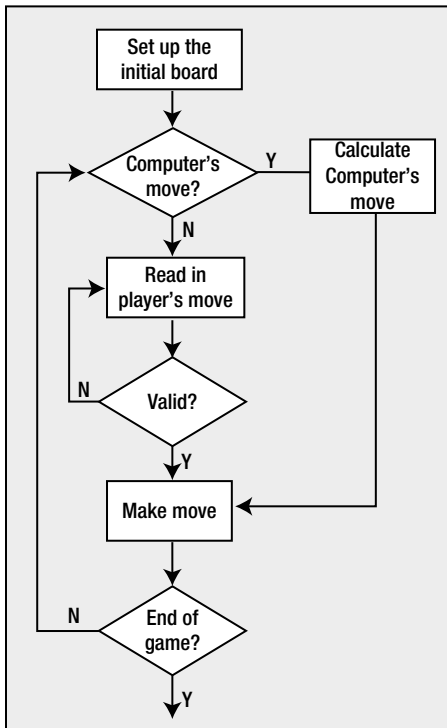 Set up the
initial board
Computer's
move?
Y
Calculate
Computer's
move
N
Read in
player's move
N
Valid?
Y
Make move
N
End of
game?
Y